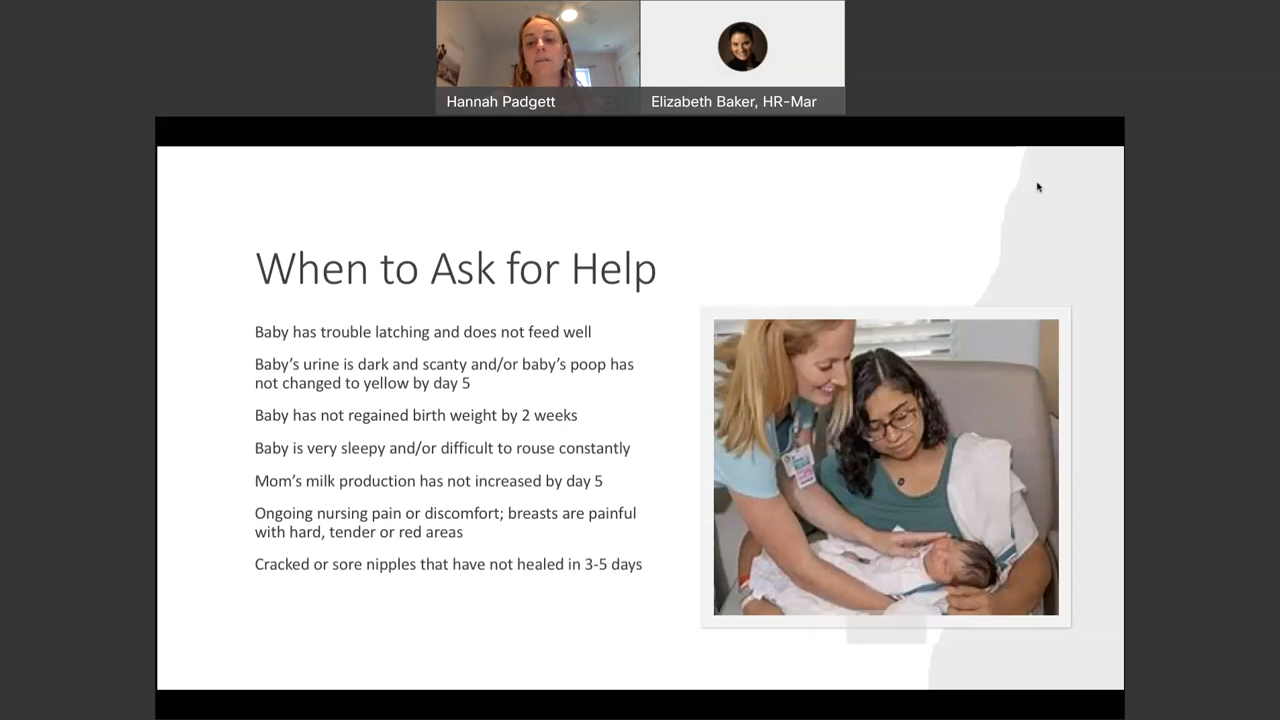 Hannah Padgett
Elizabeth Baker, HR-Mar
When to Ask for Help
Baby has trouble latching and does not feed well
Baby’s urine is dark and scanty and/or baby’s poop has
not changed to yellow by day 5
Baby has not regained birth weight by 2 weeks
Baby is very sleepy and/or difficult to rouse constantly
Mom’s milk production has not increased by day 5
Ongoing nursing pain or discomfort; breasts are painful
with hard, tender or red areas
Cracked or sore nipples that have not healed in 3-5 days